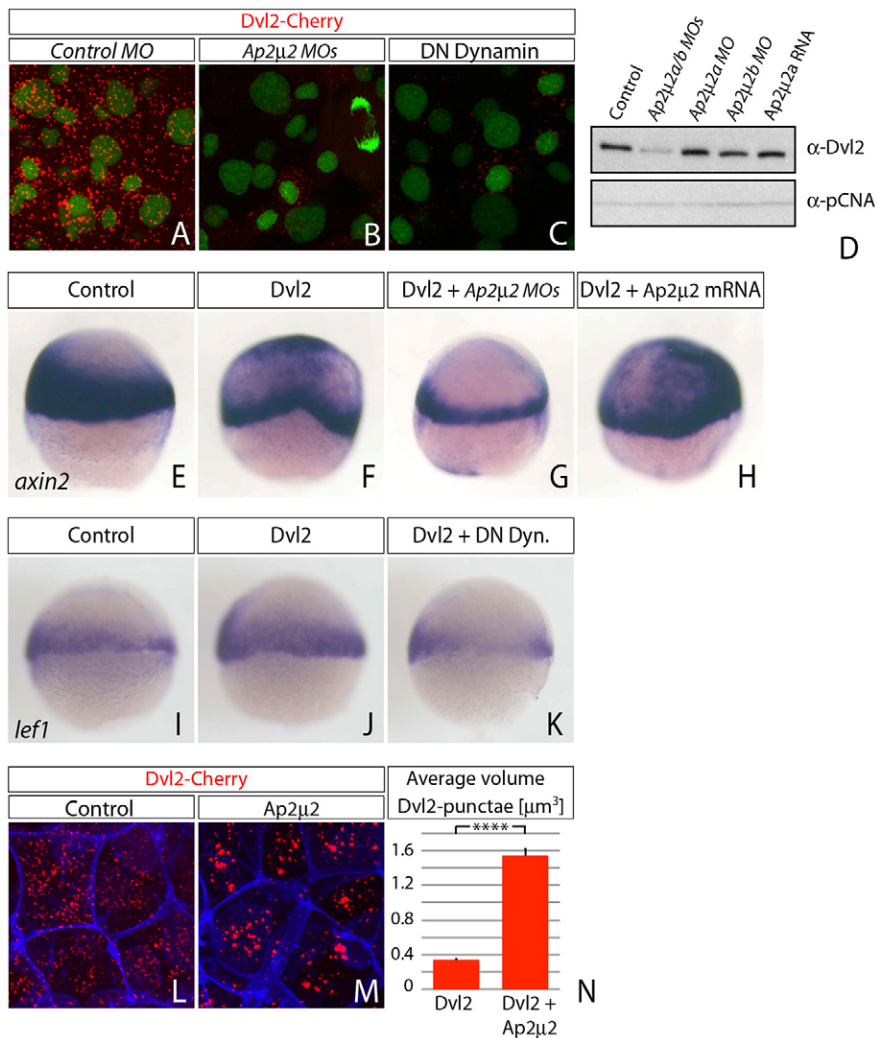 Dvl2-Cherry
Control MO
Ap2μ2 MOs
DN Dynamin
A
B
C
Control
Ap2μ2a/b MOs
Ap2μ2a MO
Ap2μ2b MO
Ap2μ2a RNA
α-Dvl2
α-pCNA
D
Control
Dvl2
Dvl2 + Ap2μ2 MOs
Dvl2 + Ap2μ2 mRNA
axin2
E
F
G
H
Control
Dvl2
Dvl2 + DN Dyn.
lef1
I
J
K
Dvl2-Cherry
Control
Ap2μ2
L
M
Average volume
Dvl2-punctae [μm³]
****
1.6
1.2
0.8
0.4
0
Dvl2
Dvl2 +
Ap2μ2
N